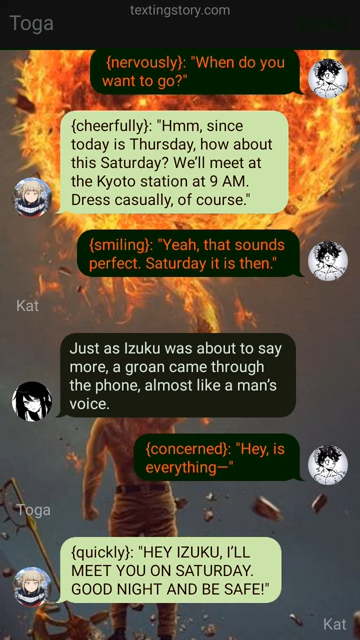 textingstory.com
Toga
{nervously}: "When do you
want to go?"
{cheerfully}: "Hmm, since
today is Thursday, how about
this Saturday? We’ll meet at
the Kyoto station at 9 AM.
Dress casually, of course."
{smiling}: "Yeah, that sounds
perfect. Saturday it is then."
Kat
Just as Izuku was about to say
more, a groan came through
the phone, almost like a man’s
voice.
{concerned}: "Hey, is
everything—"
Toga
{quickly}: "HEY IZUKU, I’LL
MEET YOU ON SATURDAY.
GOOD NIGHT AND BE SAFE!"
Kat